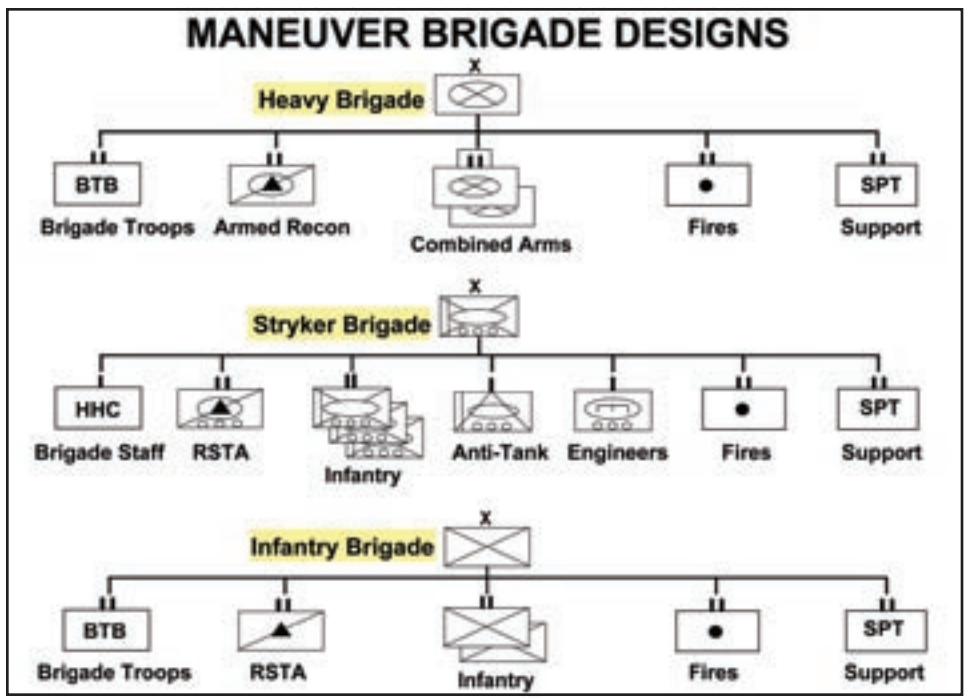 MANEUVER BRIGADE DESIGNS
X
Heavy Brigade
BTB
SPT
Brigade Troops
Armed Recon
Combined Arms
Fires
Support
X
Stryker Brigade
HHC
SPT
Brigade Staff
RSTA
Infantry
Anti-Tank
Engineers
Fires
Support
X
Infantry Brigade
BTB
SPT
Brigade Troops
RSTA
Infantry
Fires
Support